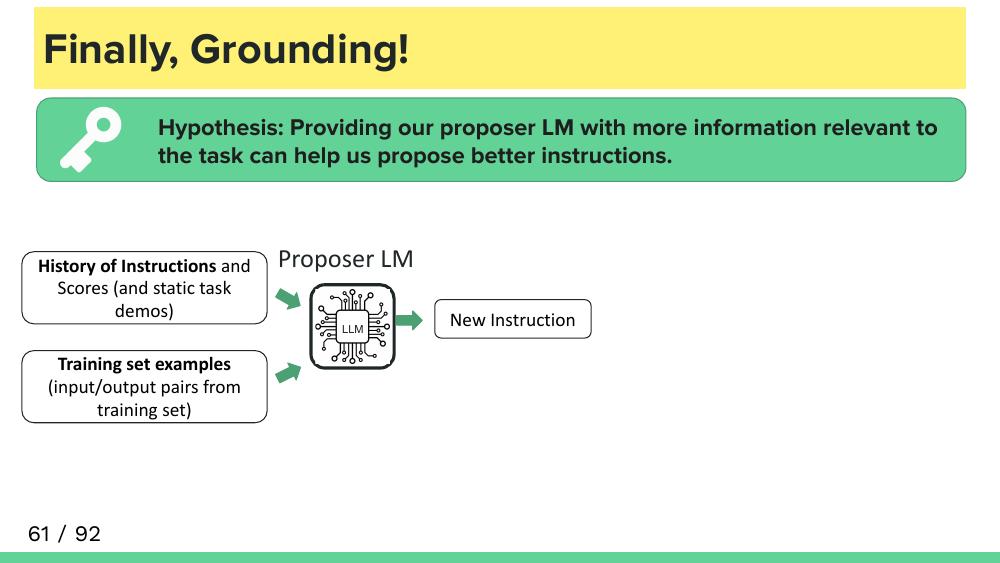 Finally, Grounding!
Hypothesis: Providing our proposer LM with more information relevant to
the task can help us propose better instructions.
History of Instructions and
Scores (and static task
demos)
Proposer LM
LLM
New Instruction
Training set examples
(input/output pairs from
training set)
61 / 92